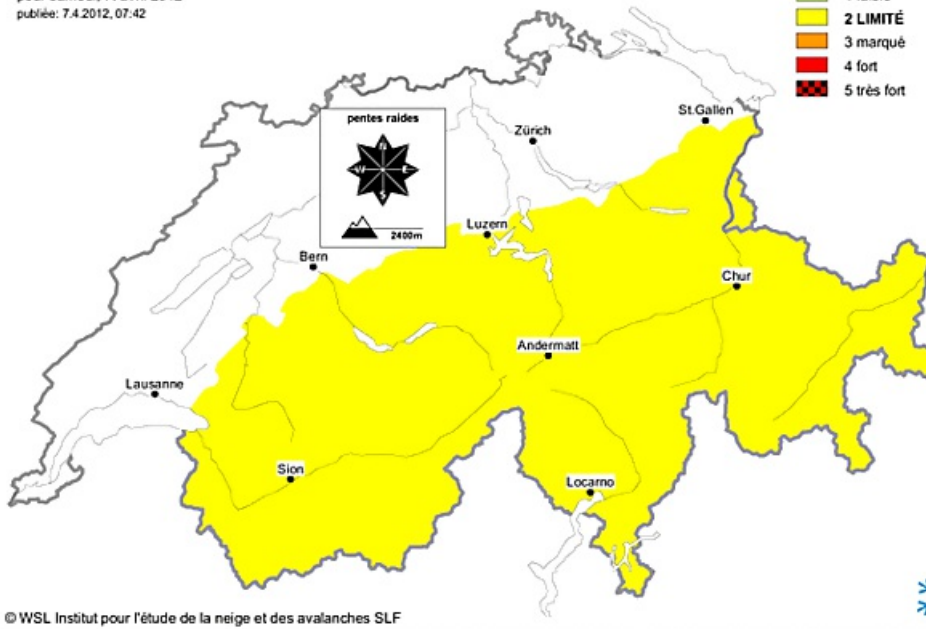 publiée: 7.4.2012, 07:42
2 LIMITÉ
3 marqué
4 fort
5 très fort
pentes raides
N
W E
S
2400m
St.Gallen
Zürich
Luzern
Bern
Chur
Andermatt
Lausanne
Sion
Locarno
© WSL Institut pour l'étude de la neige et des avalanches SLF